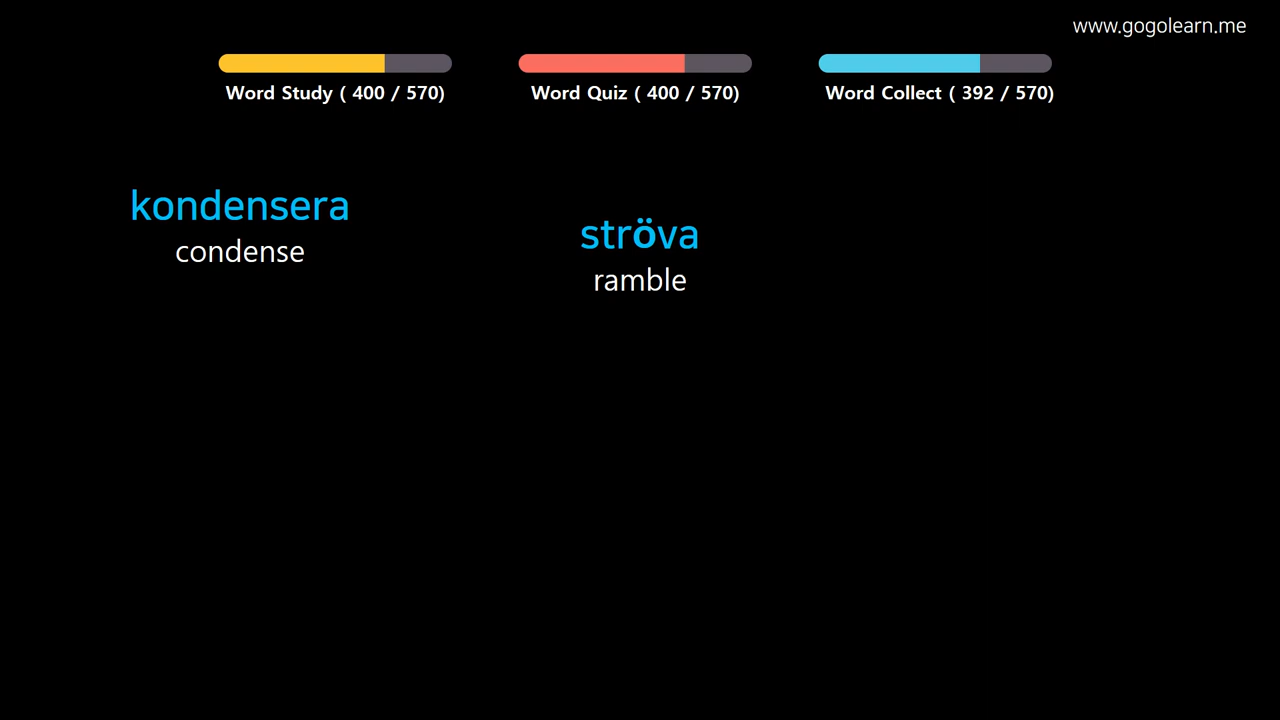 www.gogolearn.me
Word Study ( 400 / 570)
Word Quiz ( 400 / 570)
Word Collect ( 392 / 570)
kondensera
condense
ströva
ramble